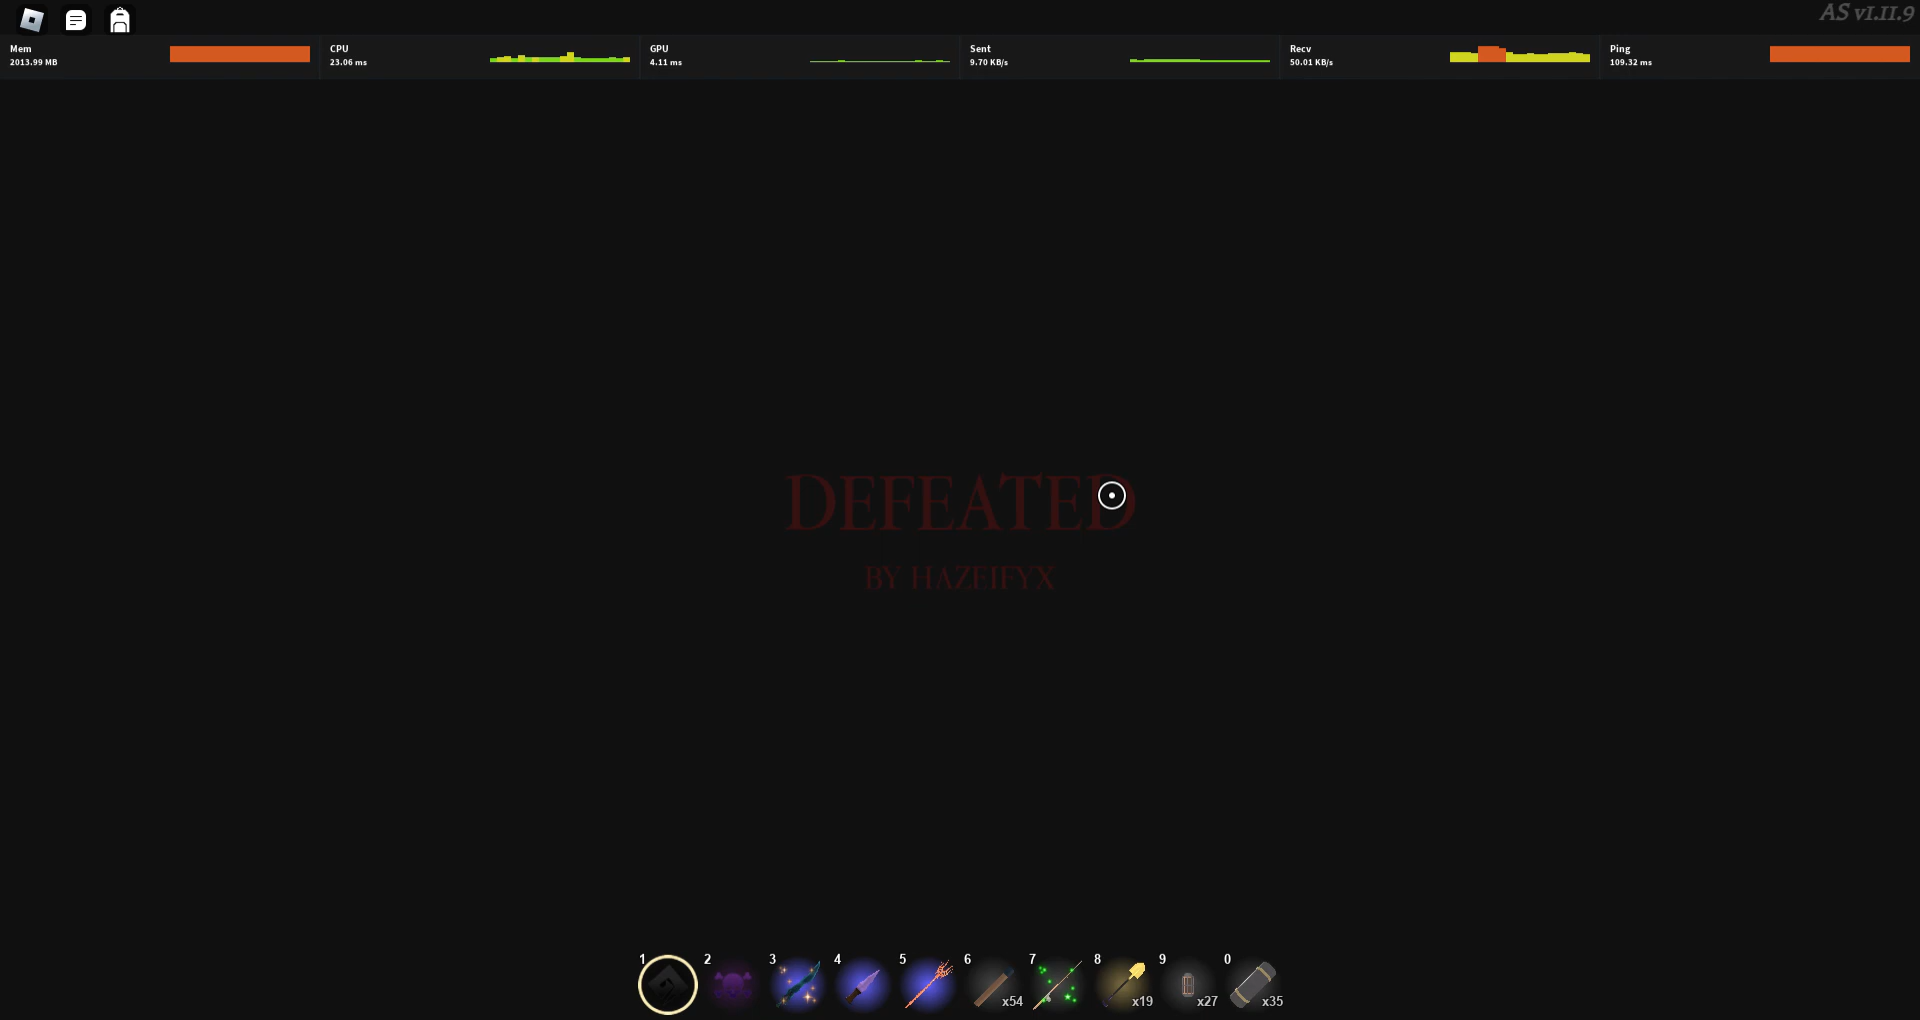 AS v1.11.9
Mem
2013.99 MB
CPU
23.06 ms
GPU
4.11 ms
Sent
9.70 KB/s
Recv
50.01 KB/s
Ping
109.32 ms
DEFEATED
BY HAZEIFYX
1 2 3 4 5 6 7 8 9 0
x54 x19 x27 x35